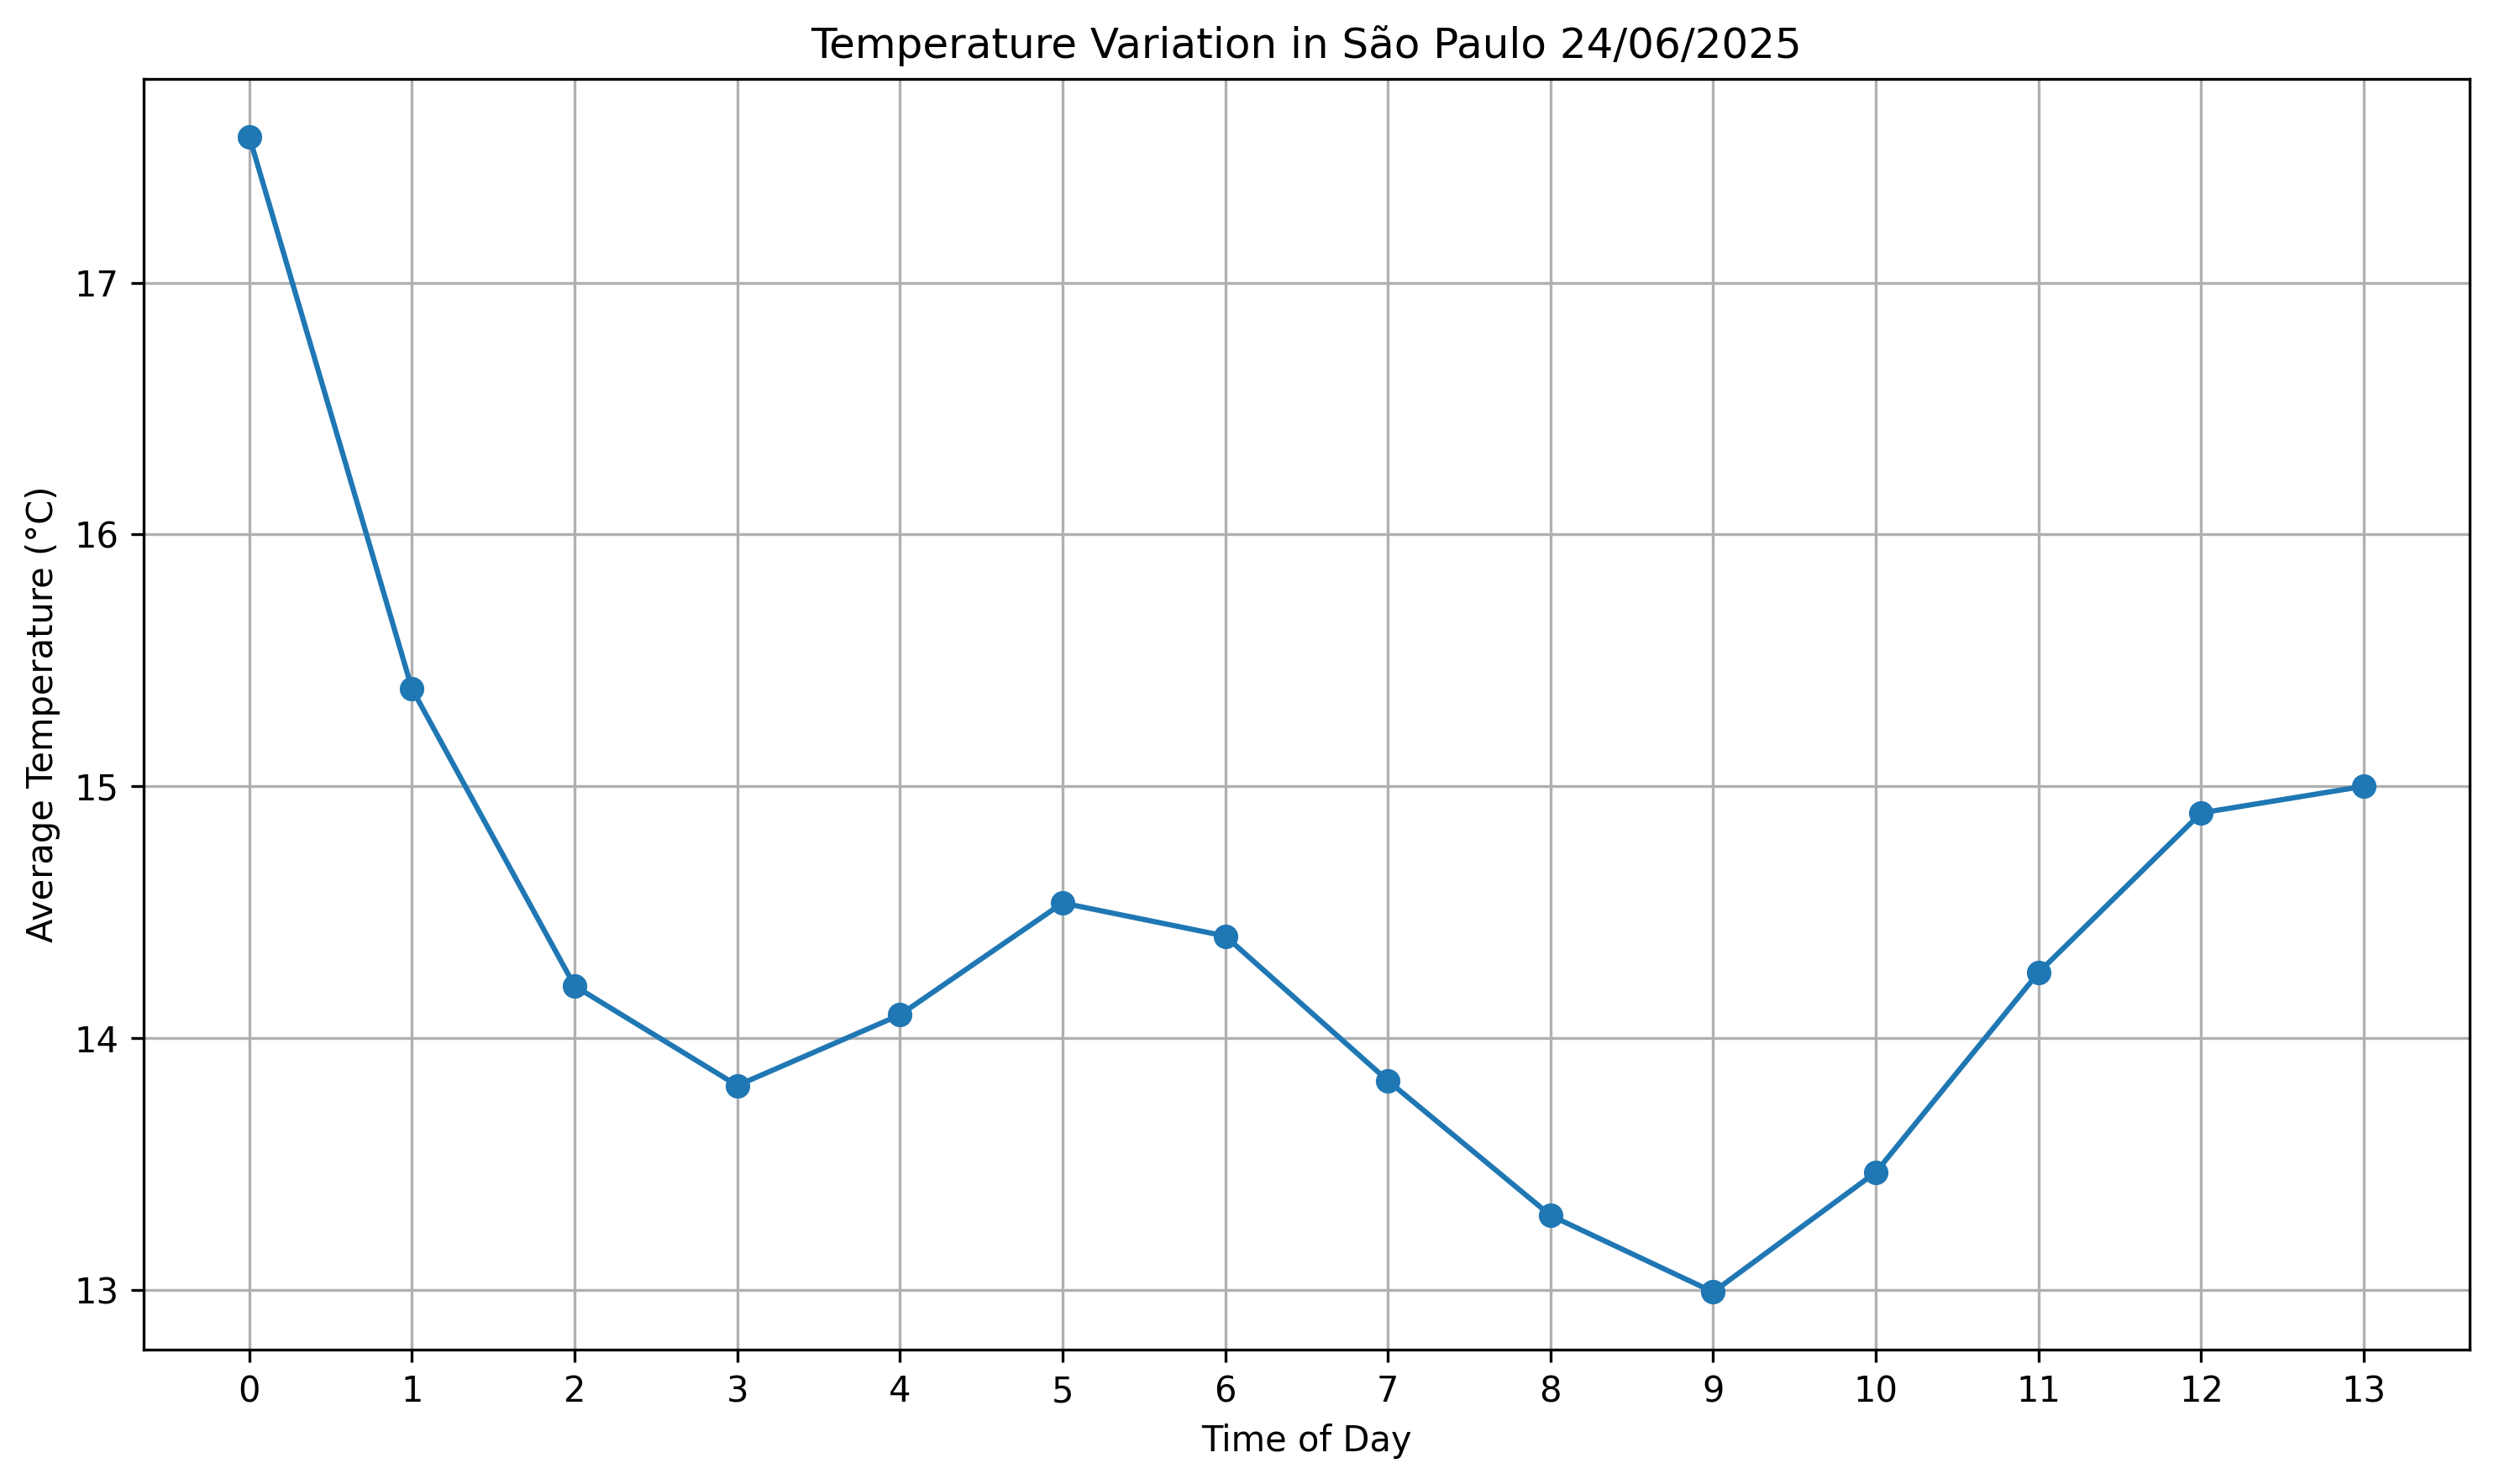 Temperature Variation in São Paulo 24/06/2025
Average Temperature (°C)
17
16
15
14
13
0 1 2 3 4 5 6 7 8 9 10 11 12 13
Time of Day